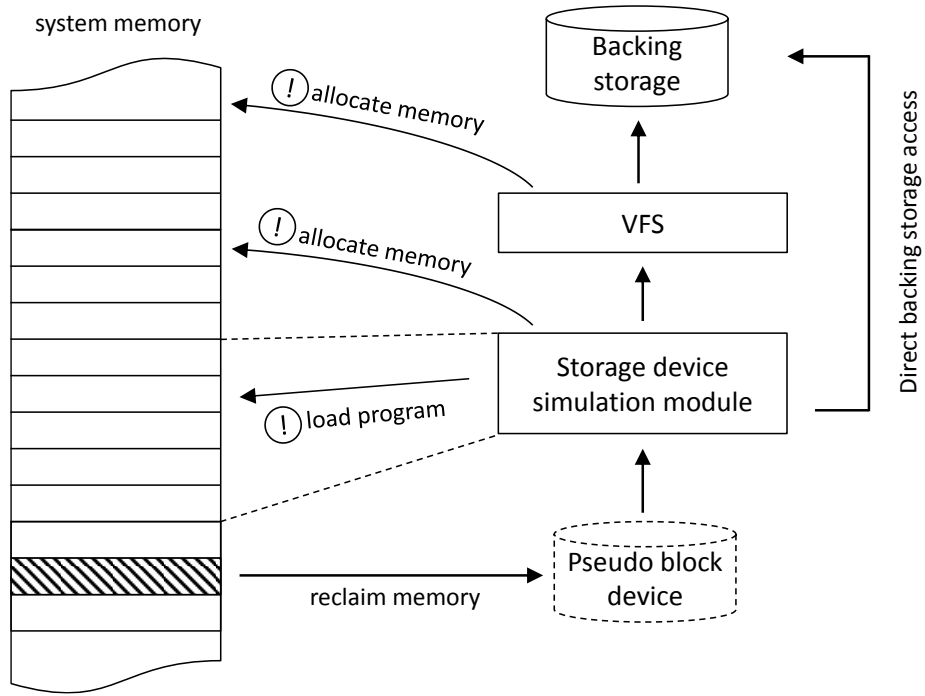 system memory
Backing
storage
! allocate memory
VFS
! allocate memory
Direct backing storage access
Storage device
simulation module
! load program
Pseudo block
device
reclaim memory